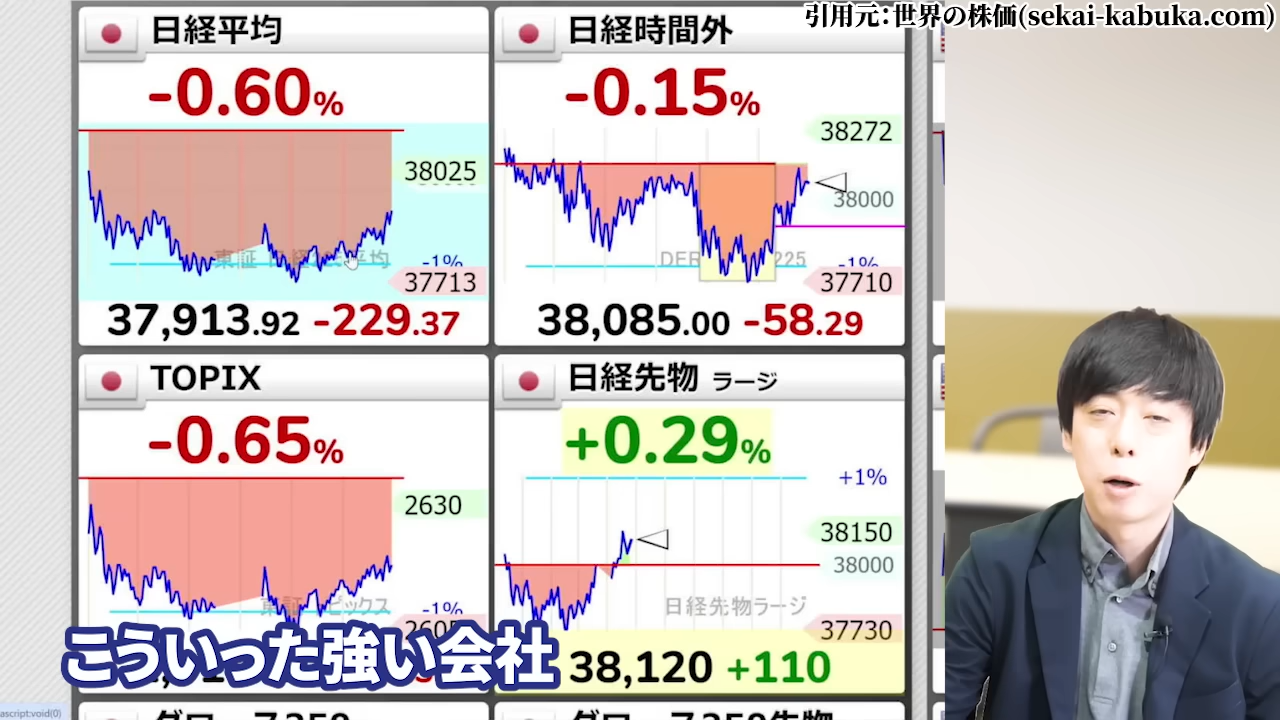 引用元：世界の株価(sekai-kabuka.com)
日経平均
-0.60%
38025
-1%
37713
37,913.92 -229.37
日経時間外
-0.15%
38272
38000
-1%
37710
38,085.00 -58.29
TOPIX
-0.65%
2630
-1%
日経先物 ラージ
+0.29%
+1%
38150
38000
日経先物ラージ
37730
38,120 +110
こういった強い会社
ascript:void(0)